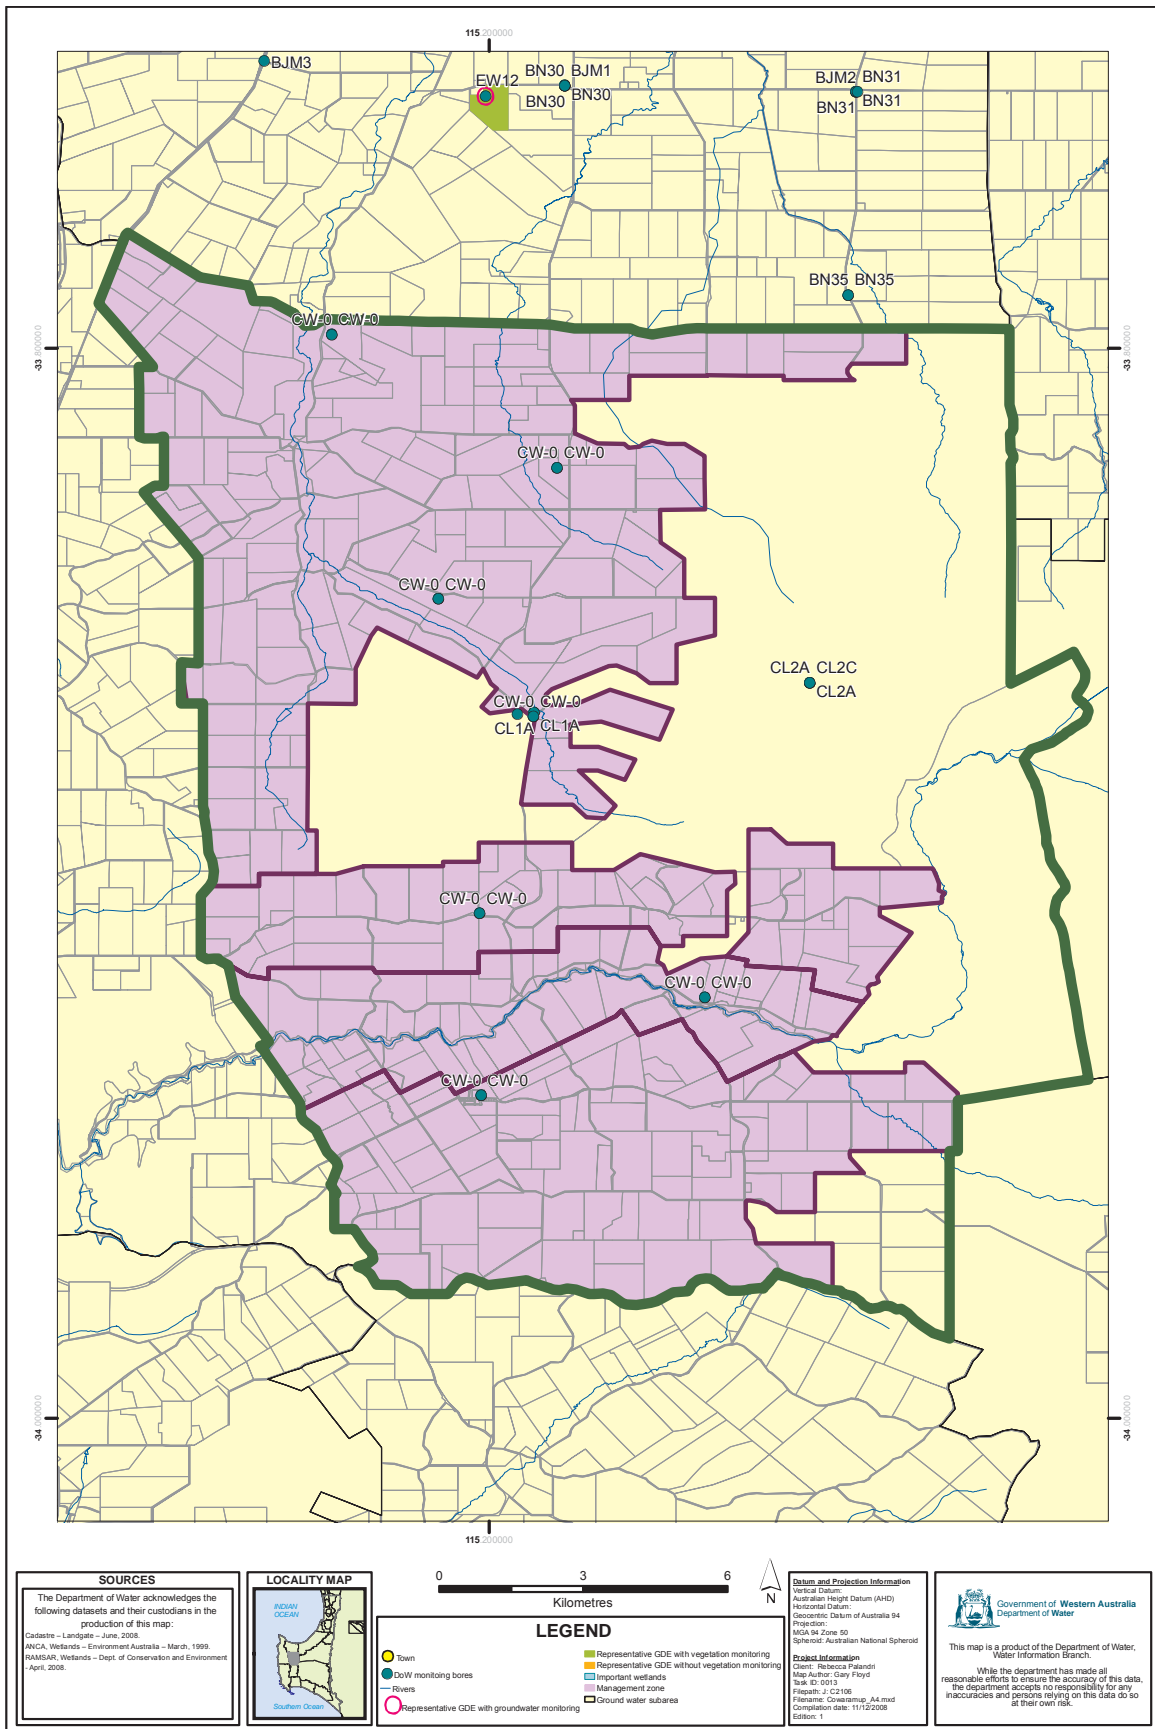 115.200000
BJM3
EW12
BN30 BJM1
BN30 BN30
BJM2 BN31
BN31 BN31
BN35 BN35
CW-0 CW-0
-33.800000
-33.800000
CW-0 CW-0
CW-0 CW-0
CL2A CL2C
CL2A
CW-0 CW-0
CL1A CL1A
CW-0 CW-0
CW-0 CW-0
CW-0 CW-0
-34.000000
-34.000000
115.200000
SOURCES
The Department of Water acknowledges the
following datasets and their custodians in the
production of this map:
Cadastre – Landgate – June, 2008.
ANCA, Wetlands – Environment Australia – March, 1999.
RAMSAR, Wetlands – Dept. of Conservation and Environment
- April, 2008.
LOCALITY MAP
INDIAN
OCEAN
Southern Ocean
0 3 6
Kilometres
N
LEGEND
Town
DoW monitoing bores
Rivers
Representative GDE with groundwater monitoring
Representative GDE with vegetation monitoring
Representative GDE without vegetation monitoring
Important wetlands
Management zone
Ground water subarea
Datum and Projection Information
Vertical Datum:
Australian Height Datum (AHD)
Horizontal Datum:
Geocentric Datum of Australia 94
Projection:
MGA 94 Zone 50
Spheroid: Australian National Spheroid
Project Information
Client: Rebecca Palandri
Map Author: Gary Floyd
Task ID: 0013
Filepath: J: C2106
Filename: Cowaramup_A4.mxd
Compilation date: 11/12/2008
Edition: 1
Government of Western Australia
Department of Water
This map is a product of the Department of Water,
Water Information Branch.
While the department has made all
reasonable efforts to ensure the accuracy of this data,
the department accepts no responsibility for any
inaccuracies and persons relying on this data do so
at their own risk.